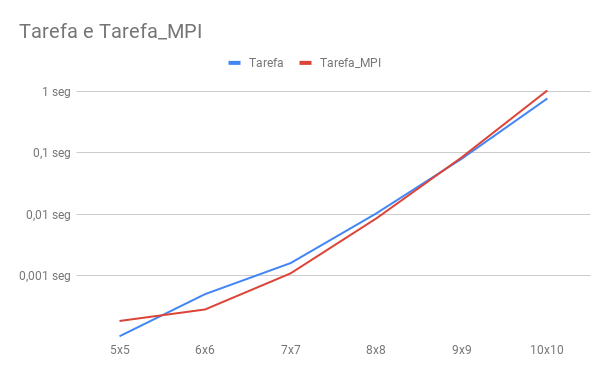 Tarefa e Tarefa_MPI
Tarefa Tarefa_MPI
1 seg
0,1 seg
0,01 seg
0,001 seg
5x5 6x6 7x7 8x8 9x9 10x10